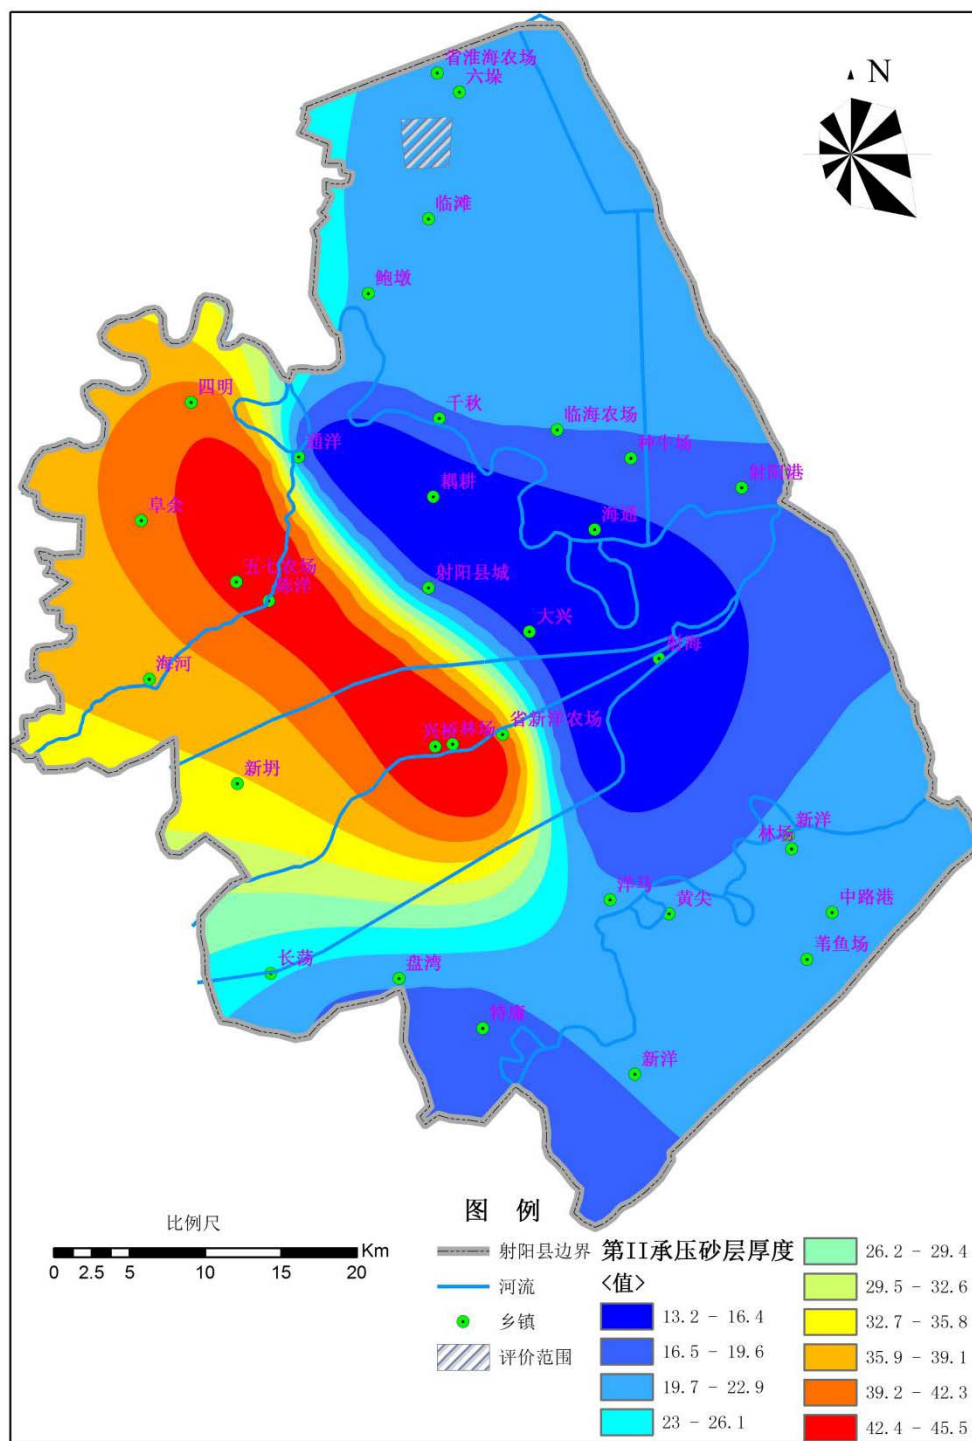 省淮海农场
六垛
N
临滩
鲍墩
四明
千秋
临海农场
通洋
种牛场
射阳港
耦耕
阜余
海通
五七农场
陈洋
射阳县城
大兴
射海
海河
兴桥
林场
省新洋农场
新坍
新洋
林场
洋马
黄尖
中路港
苇鱼场
长荡
盘湾
特庸
新洋
比例尺
Km
0 2.5 5 10 15 20
图 例
射阳县边界
河流
乡镇
评价范围
第II承压砂层厚度
<值>
13.2 - 16.4
16.5 - 19.6
19.7 - 22.9
23 - 26.1
26.2 - 29.4
29.5 - 32.6
32.7 - 35.8
35.9 - 39.1
39.2 - 42.3
42.4 - 45.5